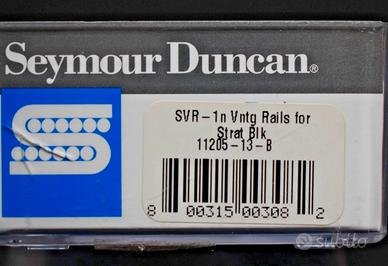 Seymour Duncan®
SVR-1n Vntg Rails for
Strat Blk
11205-13-B
8 00315 00308 2
subito